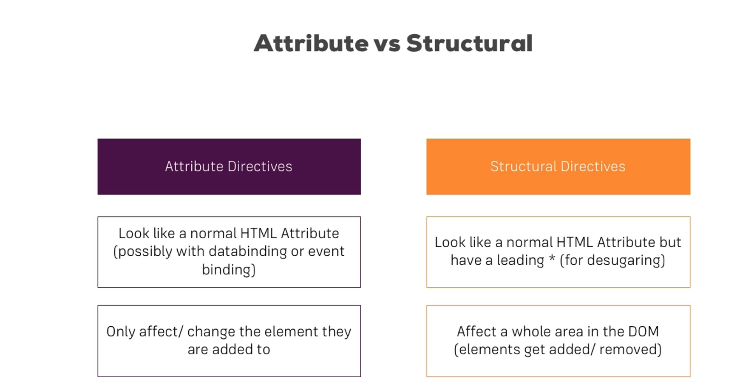 Attribute vs Structural
Attribute Directives
Look like a normal HTML Attribute
(possibly with databinding or event
binding)
Only affect/ change the element they
are added to
Structural Directives
Look like a normal HTML Attribute but
have a leading * (for desugaring)
Affect a whole area in the DOM
(elements get added/ removed)